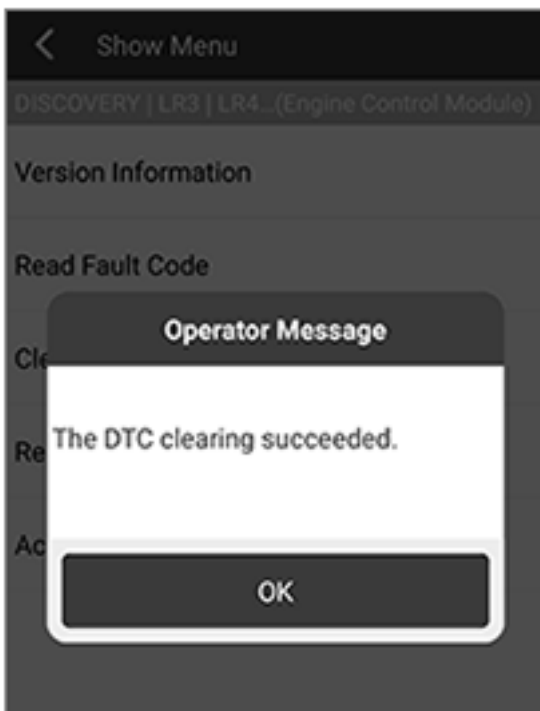 Show Menu
DISCOVERY | LR3 | LR4...(Engine Control Module)
Version Information
Read Fault Code
Operator Message
Cle
The DTC clearing succeeded.
Re
Ac
OK